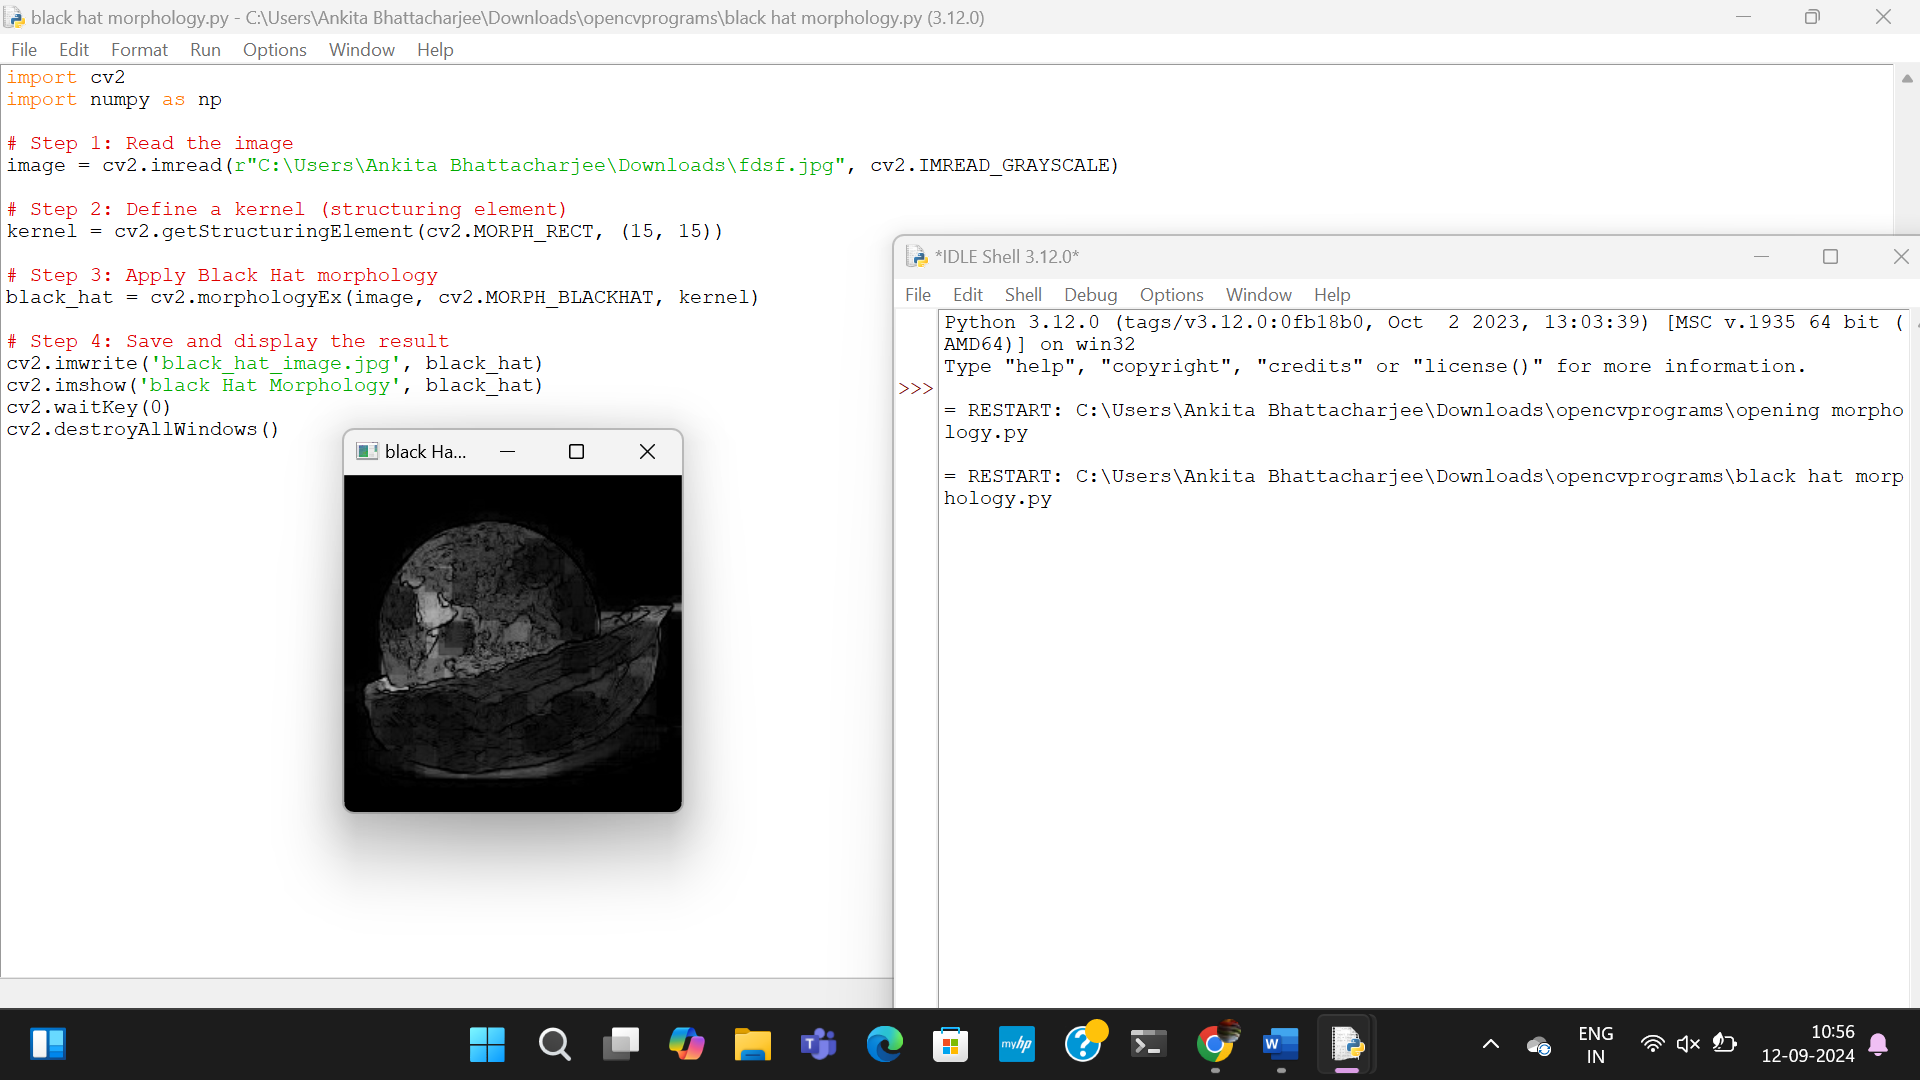 black hat morphology.py - C:\Users\Ankita Bhattacharjee\Downloads\opencvprograms\black hat morphology.py (3.12.0)
File Edit Format Run Options Window Help
import cv2
import numpy as np
# Step 1: Read the image
image = cv2.imread(r"C:\Users\Ankita Bhattacharjee\Downloads\fdsf.jpg", cv2.IMREAD_GRAYSCALE)
# Step 2: Define a kernel (structuring element)
kernel = cv2.getStructuringElement(cv2.MORPH_RECT, (15, 15))
# Step 3: Apply Black Hat morphology
black_hat = cv2.morphologyEx(image, cv2.MORPH_BLACKHAT, kernel)
# Step 4: Save and display the result
cv2.imwrite('black_hat_image.jpg', black_hat)
cv2.imshow('black Hat Morphology', black_hat)
cv2.waitKey(0)
cv2.destroyAllWindows()
black Ha...
*IDLE Shell 3.12.0*
File Edit Shell Debug Options Window Help
Python 3.12.0 (tags/v3.12.0:0fb18b0, Oct  2 2023, 13:03:39) [MSC v.1935 64 bit (
AMD64)] on win32
Type "help", "copyright", "credits" or "license()" for more information.
>>>
= RESTART: C:\Users\Ankita Bhattacharjee\Downloads\opencvprograms\opening morpho
logy.py
= RESTART: C:\Users\Ankita Bhattacharjee\Downloads\opencvprograms\black hat morp
hology.py
myhp
ENG
IN
10:56
12-09-2024